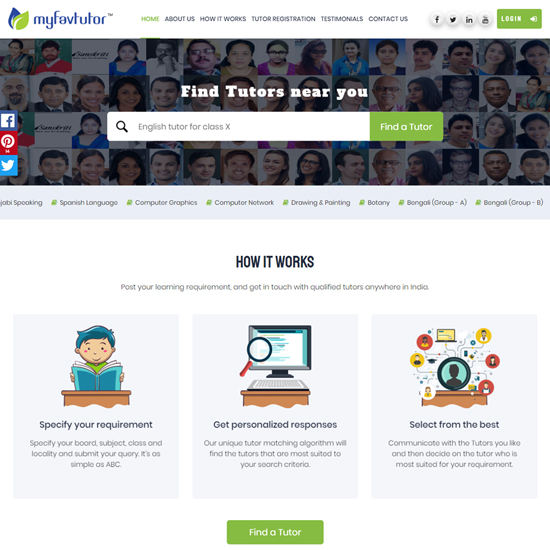 myfavtutor™
HOME ABOUT US HOW IT WORKS TUTOR REGISTRATION TESTIMONIALS CONTACT US
LOGIN
Find Tutors near you
English tutor for class X
Find a Tutor
Sanskriti
Sanskriti
14
jabi Speaking Spanish Language Computer Graphics Computer Network Drawing & Painting Botany Bengali (Group - A) Bengali (Group - B)
HOW IT WORKS
Post your learning requirement, and get in touch with qualified tutors anywhere in India.
Specify your requirement
Specify your board, subject, class and
locality and submit your query. It's as
simple as ABC.
Get personalized responses
Our unique tutor matching algorithm will
find the tutors that are most suited to
your search criteria.
Select from the best
Communicate with the Tutors you like
and then decide on the tutor who is
most suited for your requirement.
Find a Tutor